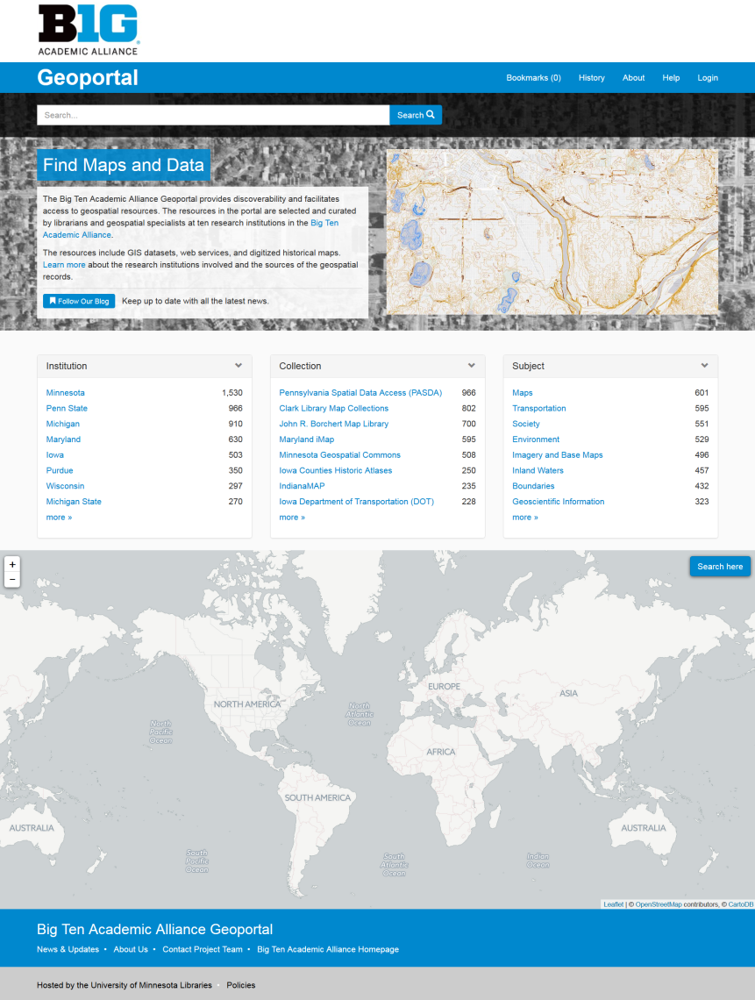 BIG
ACADEMIC ALLIANCE
Geoportal
Bookmarks (0) History About Help Login
Search...
Search
Find Maps and Data
The Big Ten Academic Alliance Geoportal provides discoverability and facilitates
access to geospatial resources. The resources in the portal are selected and curated
by librarians and geospatial specialists at ten research institutions in the Big Ten
Academic Alliance.
The resources include GIS datasets, web services, and digitized historical maps.
Learn more about the research institutions involved and the sources of the geospatial
records.
Follow Our Blog Keep up to date with all the latest news.
Institution
Minnesota 1,530
Penn State 966
Michigan 910
Maryland 630
Iowa 503
Purdue 350
Wisconsin 297
Michigan State 270
more »
Collection
Pennsylvania Spatial Data Access (PASDA) 966
Clark Library Map Collections 802
John R. Borchert Map Library 700
Maryland iMap 595
Minnesota Geospatial Commons 508
Iowa Counties Historic Atlases 250
IndianaMAP 235
Iowa Department of Transportation (DOT) 228
more »
Subject
Maps 601
Transportation 595
Society 551
Environment 529
Imagery and Base Maps 496
Inland Waters 457
Boundaries 432
Geoscientific Information 323
more »
+
−
Search here
EUROPE
ASIA
NORTH AMERICA
North
Atlantic
Ocean
North
Pacific
Ocean
AFRICA
SOUTH AMERICA
AUSTRALIA
AUSTRALIA
South
Pacific
Ocean
South
Atlantic
Ocean
Indian
Ocean
Leaflet | © OpenStreetMap contributors, © CartoDB
Big Ten Academic Alliance Geoportal
News & Updates • About Us • Contact Project Team • Big Ten Academic Alliance Homepage
Hosted by the University of Minnesota Libraries • Policies